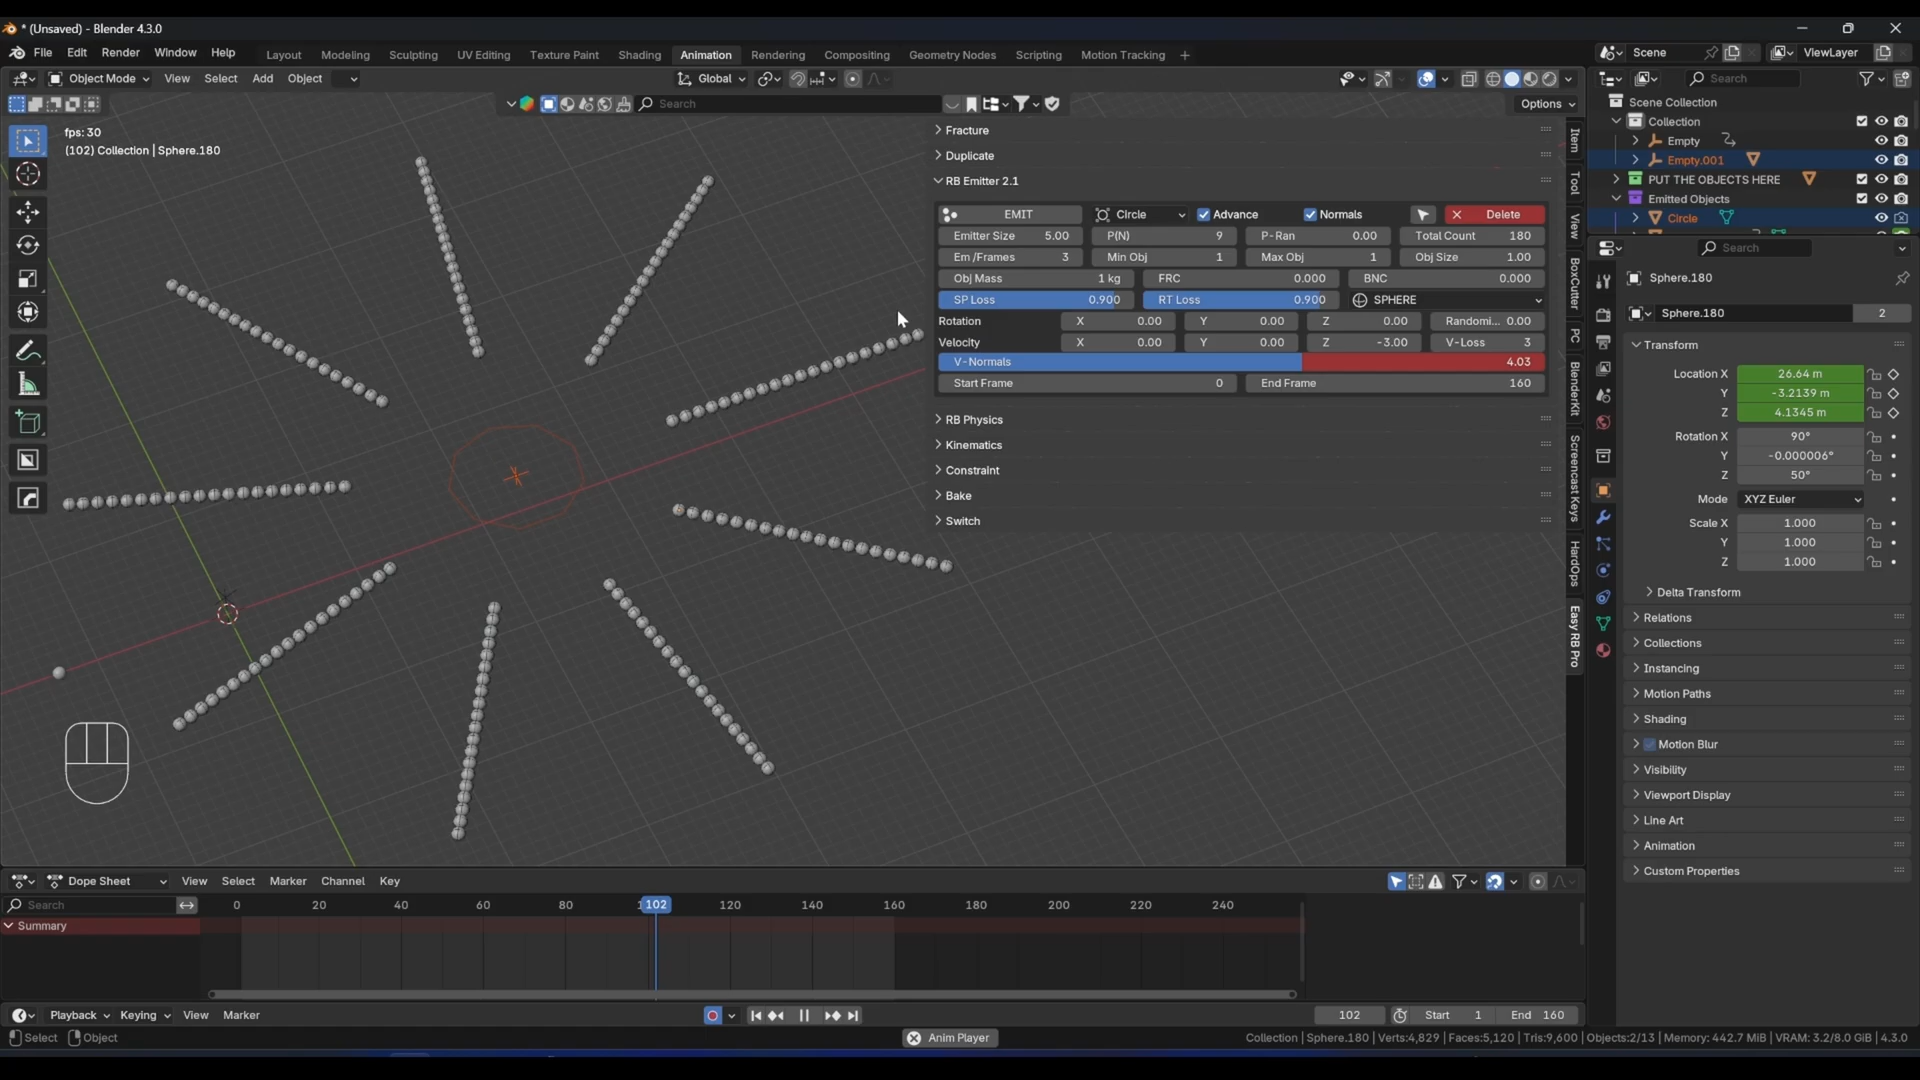 * (Unsaved) - Blender 4.3.0
File Edit Render Window Help
Layout Modeling Sculpting UV Editing Texture Paint Shading Animation Rendering Compositing Geometry Nodes Scripting Motion Tracking +
Scene
ViewLayer
Object Mode View Select Add Object
Global
Search
Search
Options
fps: 30
(102) Collection | Sphere.180
Fracture
Duplicate
RB Emitter 2.1
EMIT Circle Advance Normals Delete
Emitter Size 5.00 P(N) 9 P-Ran 0.00 Total Count 180
Em /Frames 3 Min Obj 1 Max Obj 1 Obj Size 1.00
Obj Mass 1 kg FRC 0.000 BNC 0.000
SP Loss 0.900 RT Loss 0.900 SPHERE
Rotation X 0.00 Y 0.00 Z 0.00 Randomi... 0.00
Velocity X 0.00 Y 0.00 Z -3.00 V-Loss 3
V-Normals 4.03
Start Frame 0 End Frame 160
RB Physics
Kinematics
Constraint
Bake
Switch
Item
Tool
View
BoxCutter
PC
BlenderKit
Screencast Keys
HardOps
Easy RB Pro
Scene Collection
Collection
Empty
Empty.001
PUT THE OBJECTS HERE
Emitted Objects
Circle
Search
Sphere.180
Sphere.180 2
Transform
Location X 26.64 m
Y -3.2139 m
Z 4.1345 m
Rotation X 90°
Y -0.000006°
Z 50°
Mode XYZ Euler
Scale X 1.000
Y 1.000
Z 1.000
Delta Transform
Relations
Collections
Instancing
Motion Paths
Shading
Motion Blur
Visibility
Viewport Display
Line Art
Animation
Custom Properties
Dope Sheet View Select Marker Channel Key
Search
0 20 40 60 80 102 120 140 160 180 200 220 240
Summary
Playback Keying View Marker
102 Start 1 End 160
Select Object
Anim Player
Collection | Sphere.180 | Verts:4,829 | Faces:5,120 | Tris:9,600 | Objects:2/13 | Memory: 442.7 MiB | VRAM: 3.2/8.0 GiB | 4.3.0